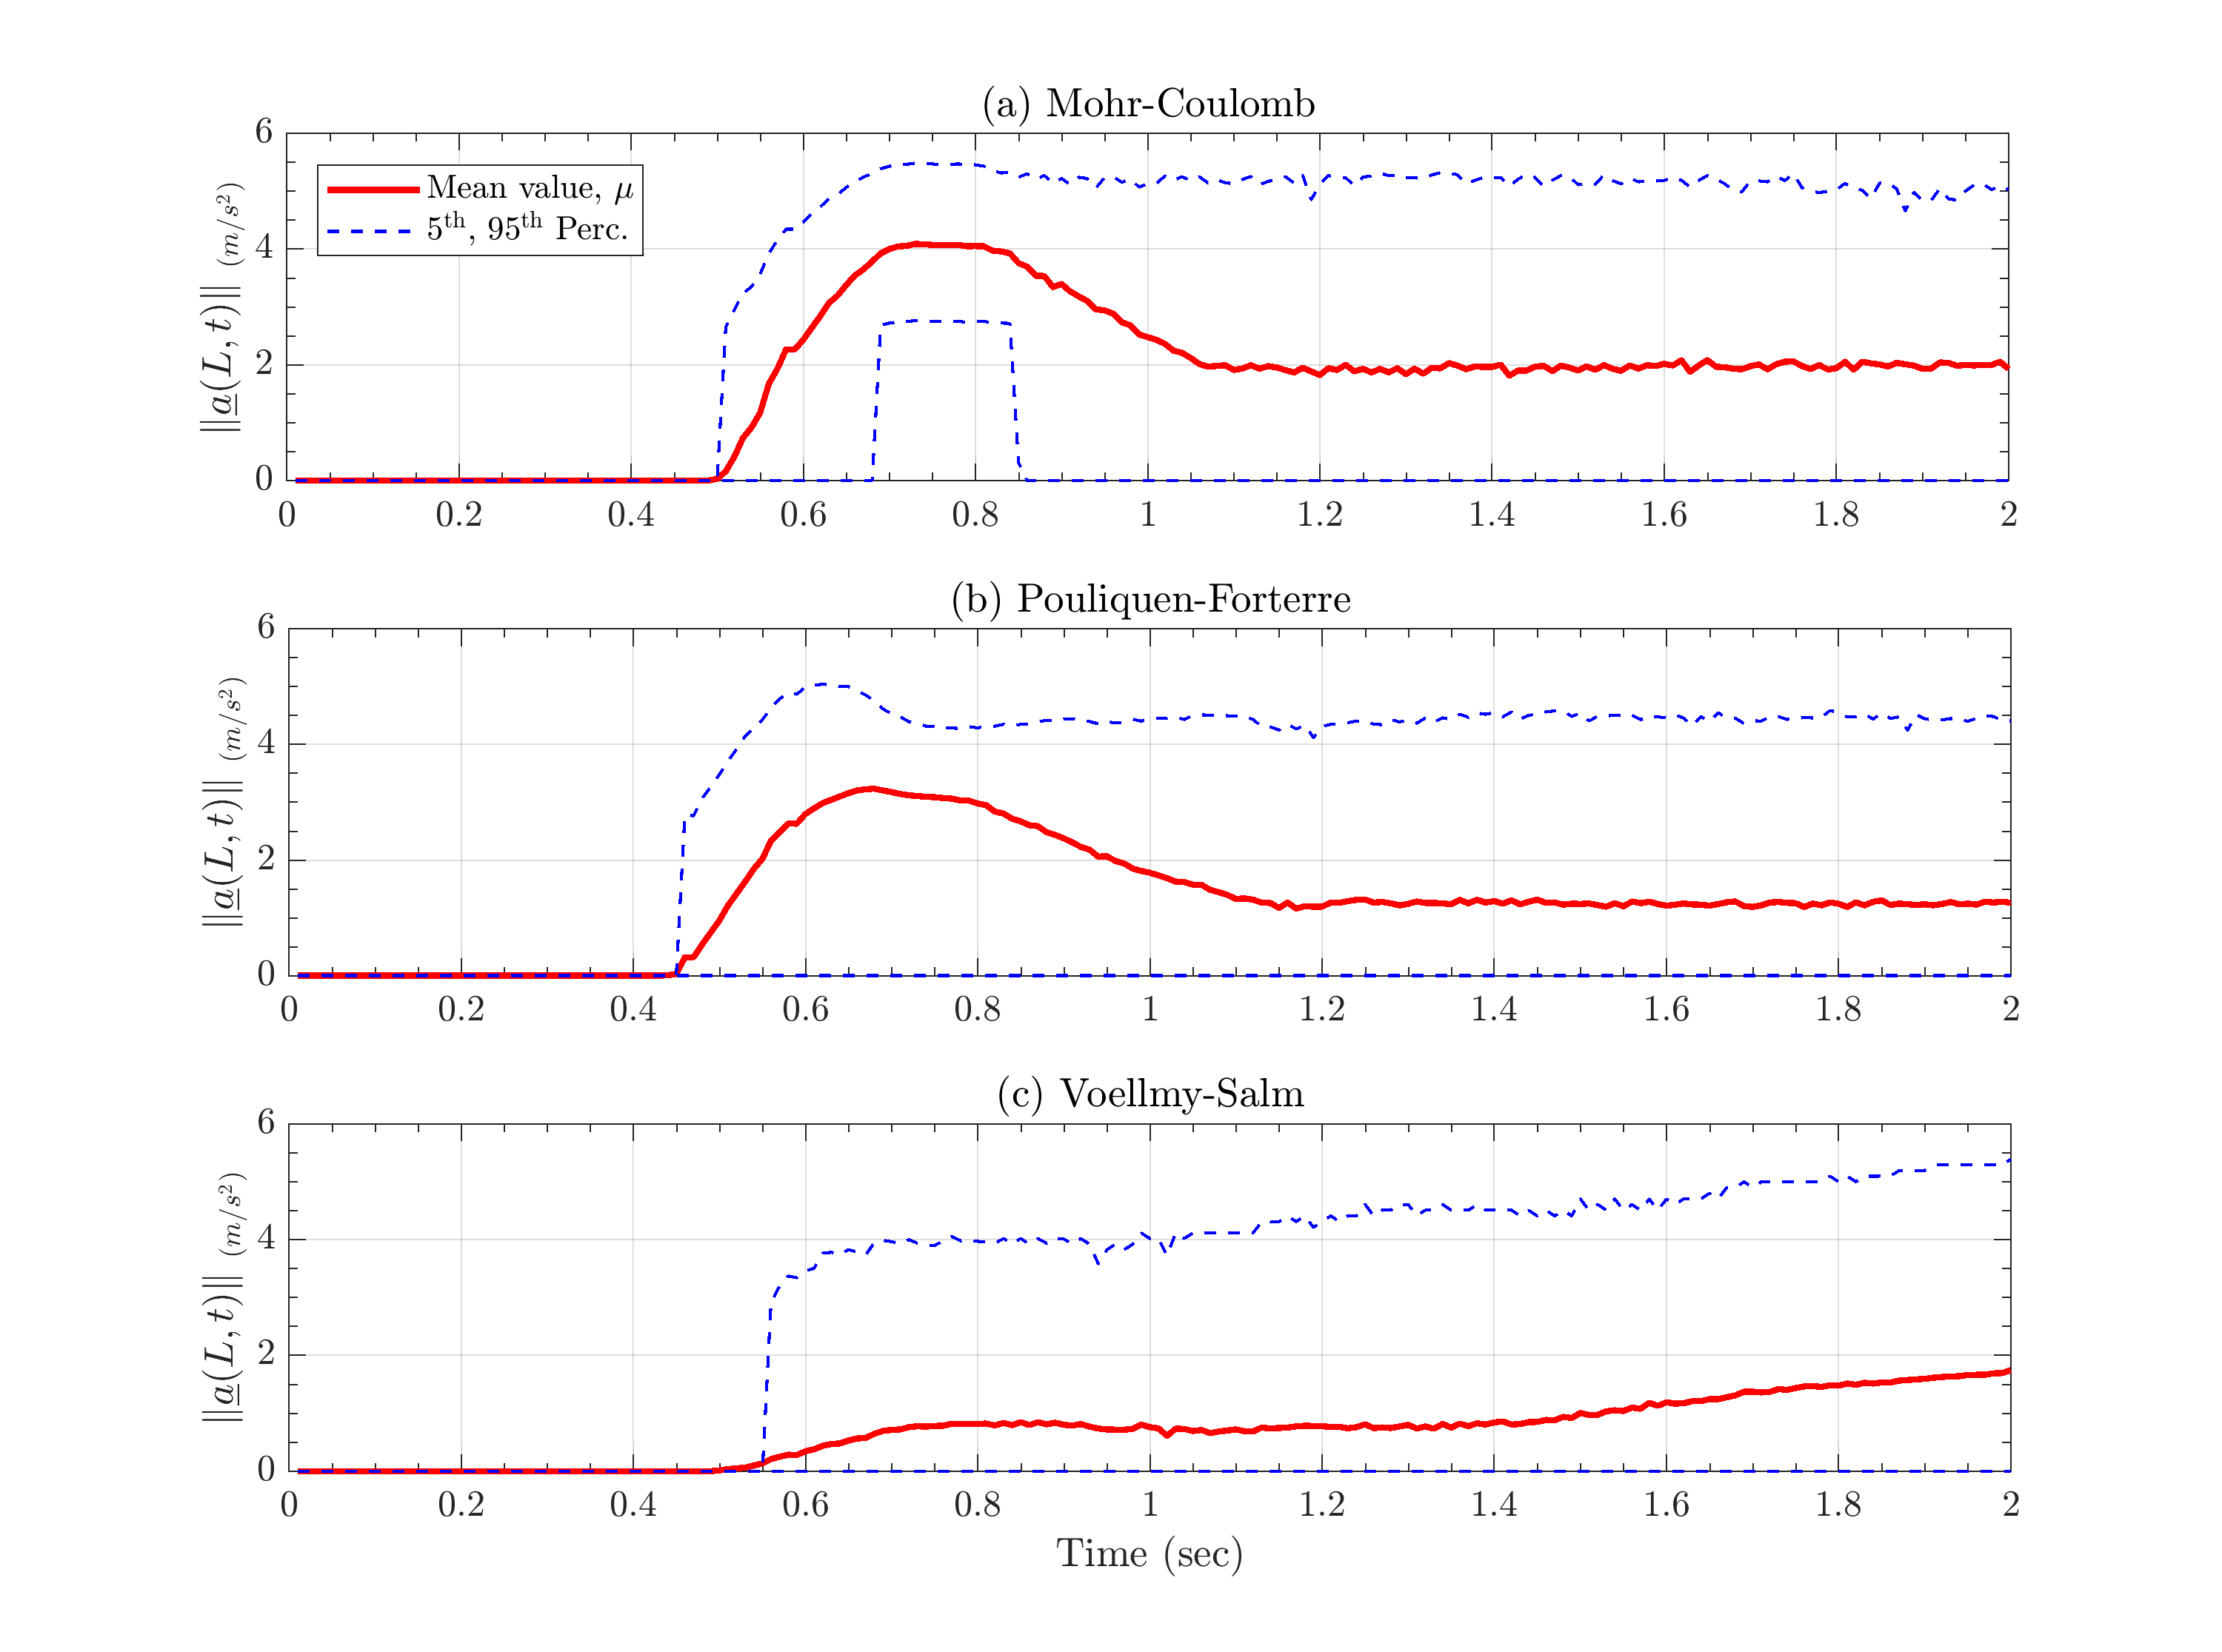 (a) Mohr-Coulomb
6
4
2
0
||a(L, t)|| (m/s²)
Mean value, μ
5th, 95th Perc.
0 0.2 0.4 0.6 0.8 1 1.2 1.4 1.6 1.8 2
(b) Pouliquen-Forterre
6
4
2
0
||a(L, t)|| (m/s²)
0 0.2 0.4 0.6 0.8 1 1.2 1.4 1.6 1.8 2
(c) Voellmy-Salm
6
4
2
0
||a(L, t)|| (m/s²)
0 0.2 0.4 0.6 0.8 1 1.2 1.4 1.6 1.8 2
Time (sec)